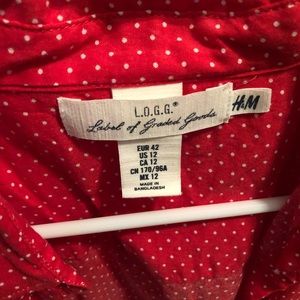 L.O.G.G.®
Label of Graded Goods
H&M
EUR 42
US 12
CA 12
CN 170/96A
MX 12
MADE IN
BANGLADESH